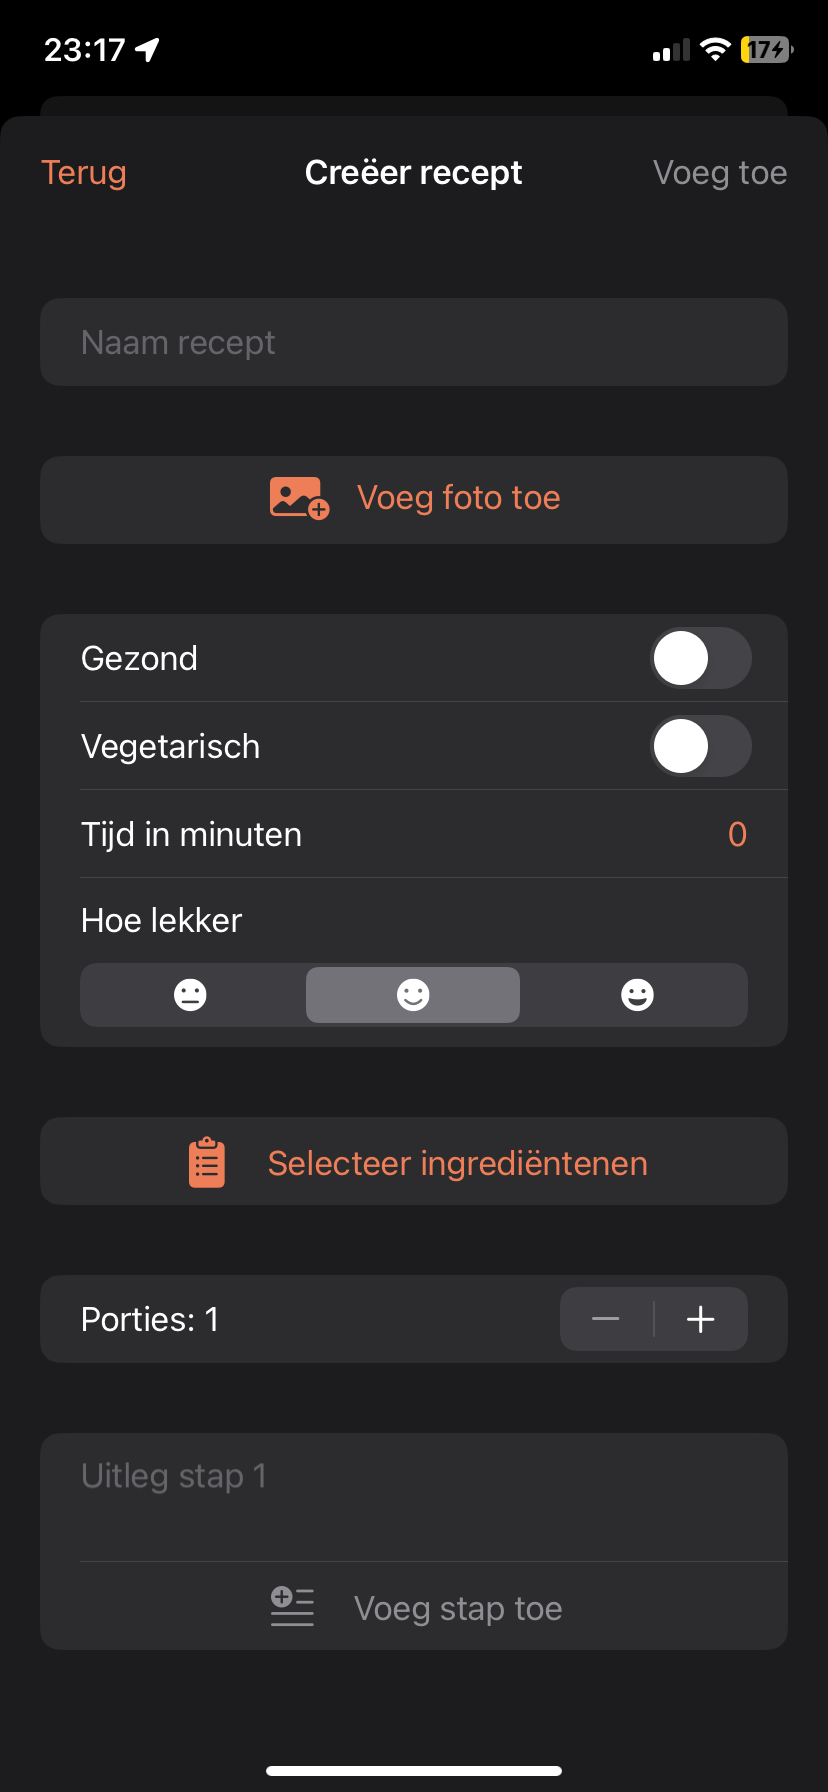 23:17
17
Terug
Creëer recept
Voeg toe
Naam recept
Voeg foto toe
Gezond
Vegetarisch
Tijd in minuten
0
Hoe lekker
Selecteer ingrediëntenen
Porties: 1
Uitleg stap 1
Voeg stap toe